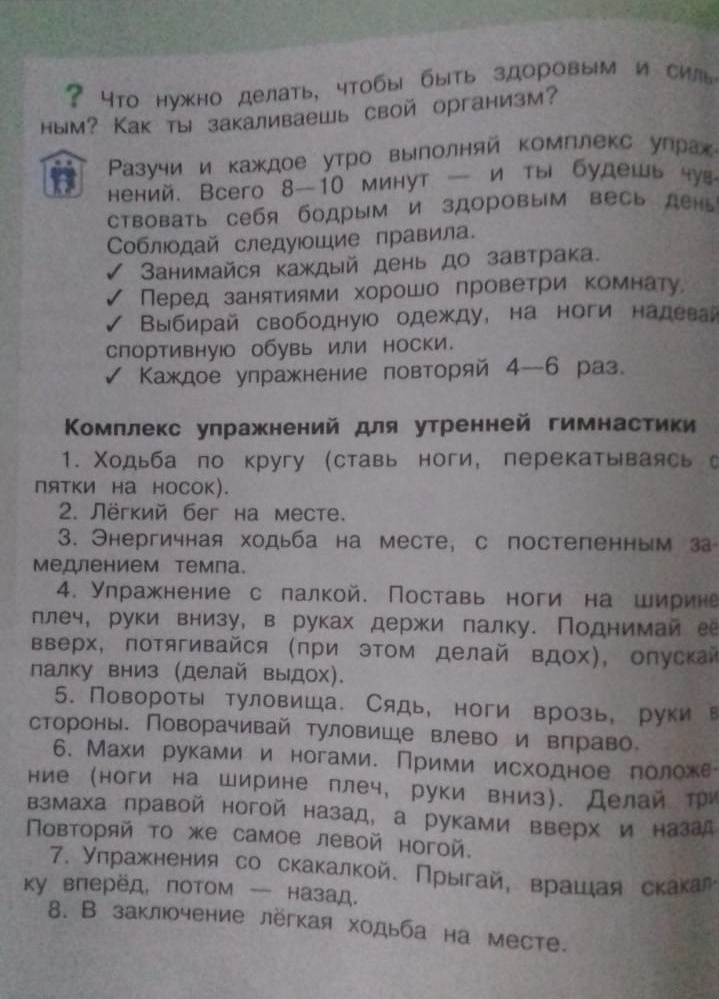 ? Что нужно делать, чтобы быть здоровым и силь-
ным? Как ты закаливаешь свой организм?
Разучи и каждое утро выполняй комплекс упраж-
нений. Всего 8—10 минут — и ты будешь чув-
ствовать себя бодрым и здоровым весь день!
Соблюдай следующие правила.
✓ Занимайся каждый день до завтрака.
✓ Перед занятиями хорошо проветри комнату.
✓ Выбирай свободную одежду, на ноги надевай
спортивную обувь или носки.
✓ Каждое упражнение повторяй 4—6 раз.
Комплекс упражнений для утренней гимнастики
1. Ходьба по кругу (ставь ноги, перекатываясь с
пятки на носок).
2. Лёгкий бег на месте.
3. Энергичная ходьба на месте, с постепенным за-
медлением темпа.
4. Упражнение с палкой. Поставь ноги на ширине
плеч, руки внизу, в руках держи палку. Поднимай её
вверх, потягивайся (при этом делай вдох), опускай
палку вниз (делай выдох).
5. Повороты туловища. Сядь, ноги врозь, руки в
стороны. Поворачивай туловище влево и вправо.
6. Махи руками и ногами. Прими исходное положе-
ние (ноги на ширине плеч, руки вниз). Делай три
взмаха правой ногой назад, а руками вверх и назад.
Повторяй то же самое левой ногой.
7. Упражнения со скакалкой. Прыгай, вращая скакал-
ку вперёд, потом — назад.
8. В заключение лёгкая ходьба на месте.